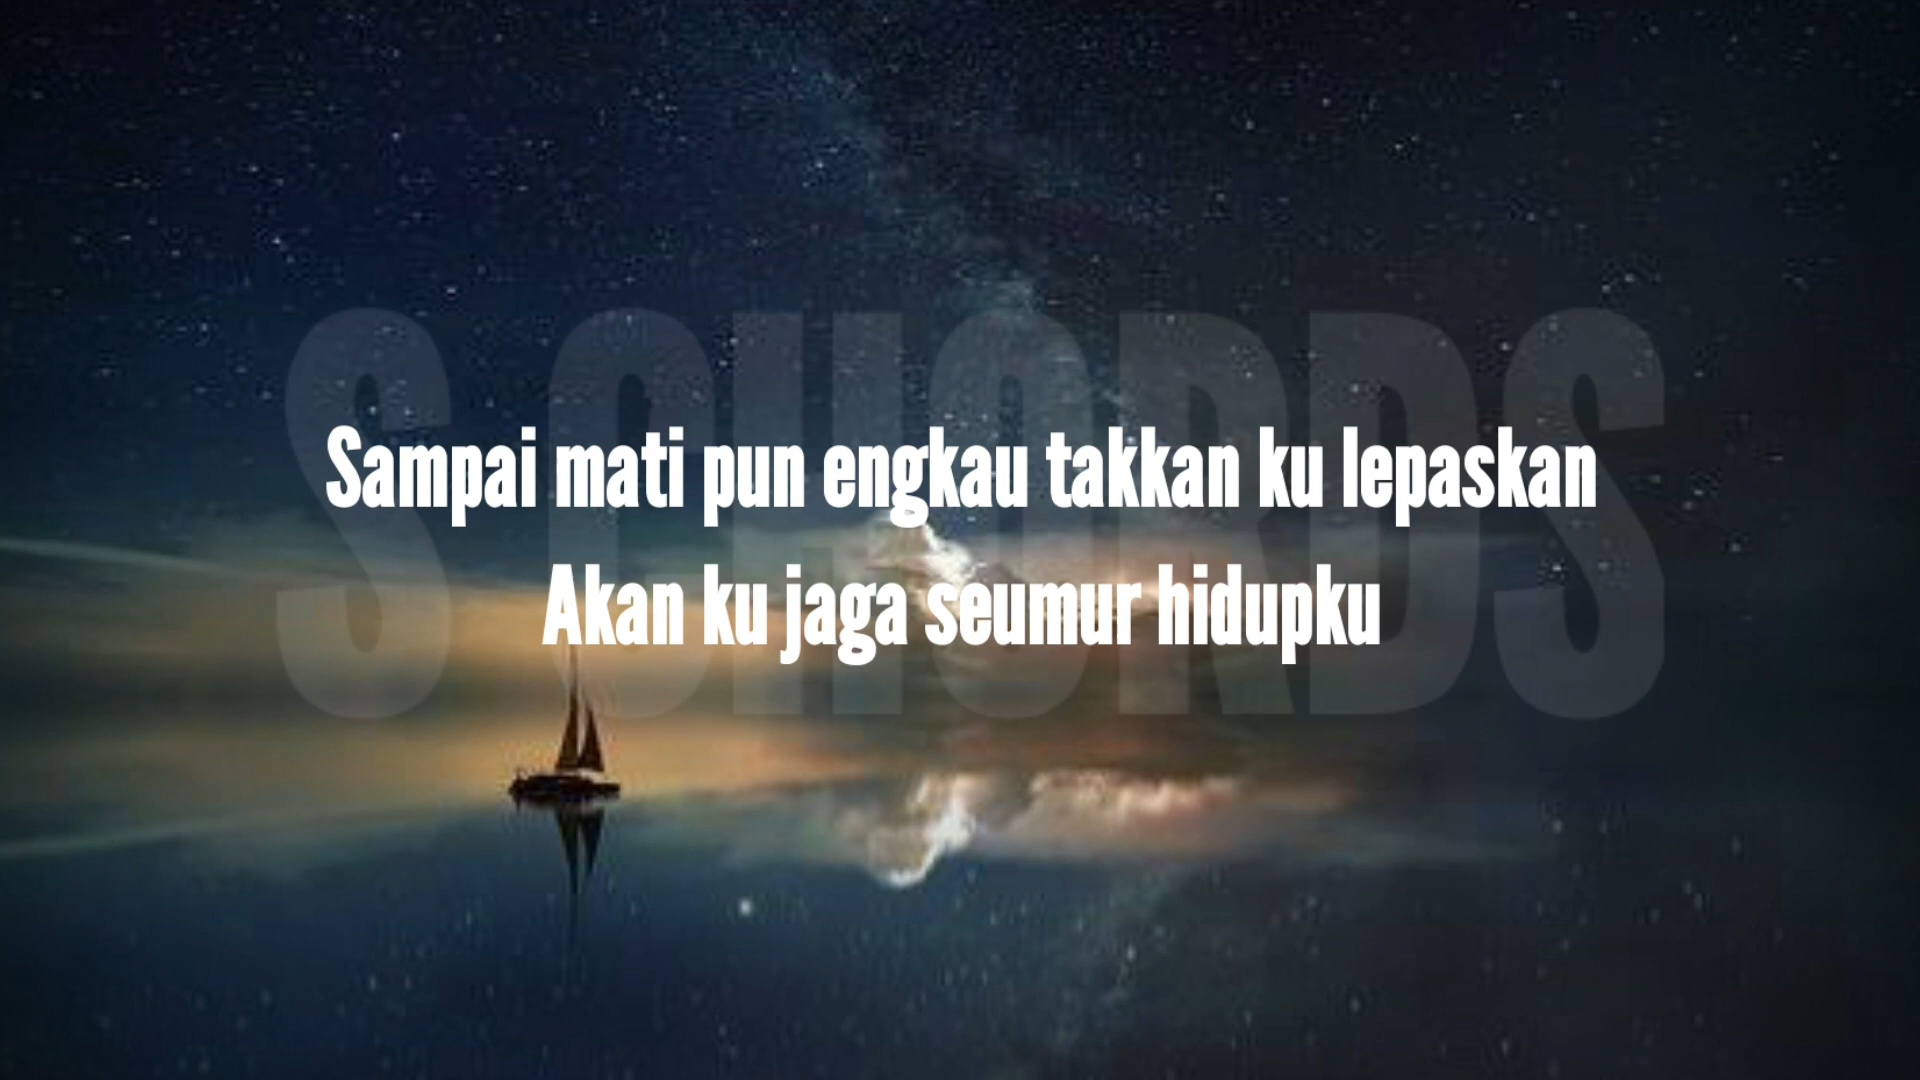 S CHORDS
Sampai mati pun engkau takkan ku lepaskan
Akan ku jaga seumur hidupku